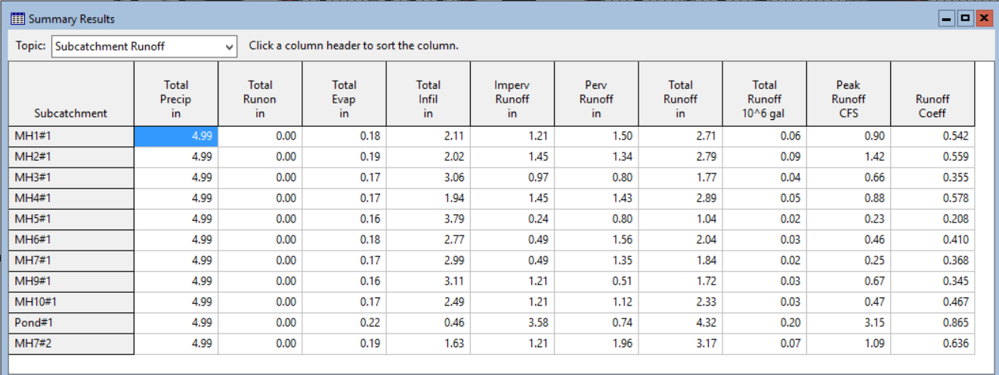 Summary Results
Topic: Subcatchment Runoff Click a column header to sort the column.
Total Total Total Total Imperv Perv Total Total Peak
Precip Runon Evap Infil Runoff Runoff Runoff Runoff Runoff Runoff
Subcatchment in in in in in in in 10^6 gal CFS Coeff
MH1#1 4.99 0.00 0.18 2.11 1.21 1.50 2.71 0.06 0.90 0.542
MH2#1 4.99 0.00 0.19 2.02 1.45 1.34 2.79 0.09 1.42 0.559
MH3#1 4.99 0.00 0.17 3.06 0.97 0.80 1.77 0.04 0.66 0.355
MH4#1 4.99 0.00 0.17 1.94 1.45 1.43 2.89 0.05 0.88 0.578
MH5#1 4.99 0.00 0.16 3.79 0.24 0.80 1.04 0.02 0.23 0.208
MH6#1 4.99 0.00 0.18 2.77 0.49 1.56 2.04 0.03 0.46 0.410
MH7#1 4.99 0.00 0.17 2.99 0.49 1.35 1.84 0.02 0.25 0.368
MH9#1 4.99 0.00 0.16 3.11 1.21 0.51 1.72 0.03 0.67 0.345
MH10#1 4.99 0.00 0.17 2.49 1.21 1.12 2.33 0.03 0.47 0.467
Pond#1 4.99 0.00 0.22 0.46 3.58 0.74 4.32 0.20 3.15 0.865
MH7#2 4.99 0.00 0.19 1.63 1.21 1.96 3.17 0.07 1.09 0.636